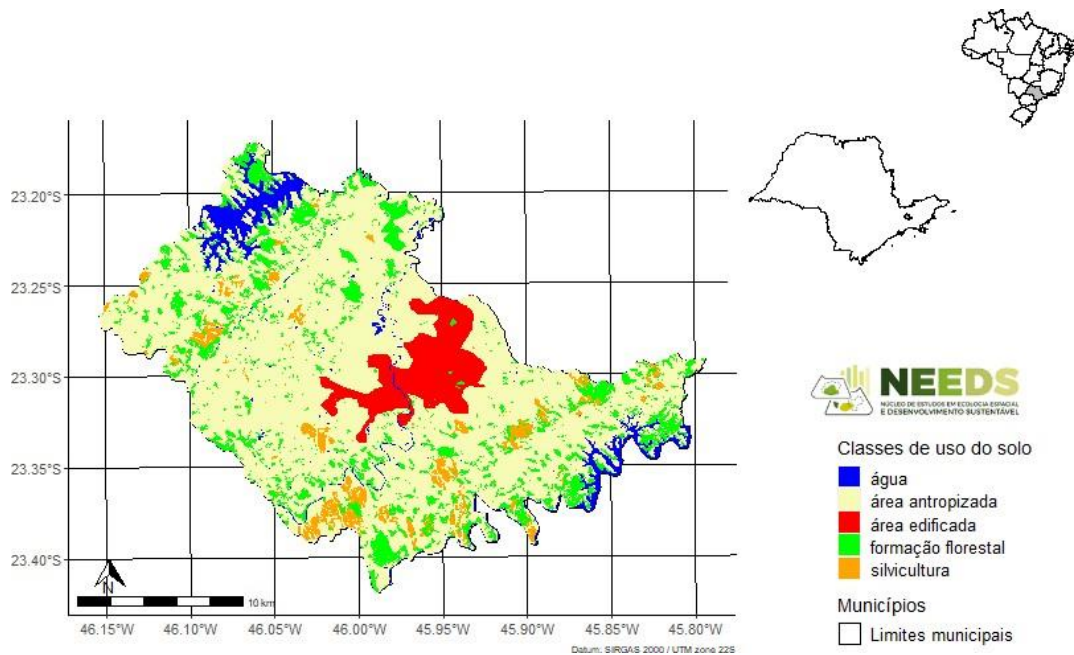 23.20°S
23.25°S
23.30°S
23.35°S
23.40°S
N
10 km
46.15°W 46.10°W 46.05°W 46.00°W 45.95°W 45.90°W 45.85°W 45.80°W
Datum: SIRGAS 2000 / UTM zone 22S
NEEDS
NÚCLEO DE ESTUDOS EM ECOLOGIA ESPACIAL
E DESENVOLVIMENTO SUSTENTÁVEL
Classes de uso do solo
água
área antropizada
área edificada
formação florestal
silvicultura
Municípios
Limites municipais